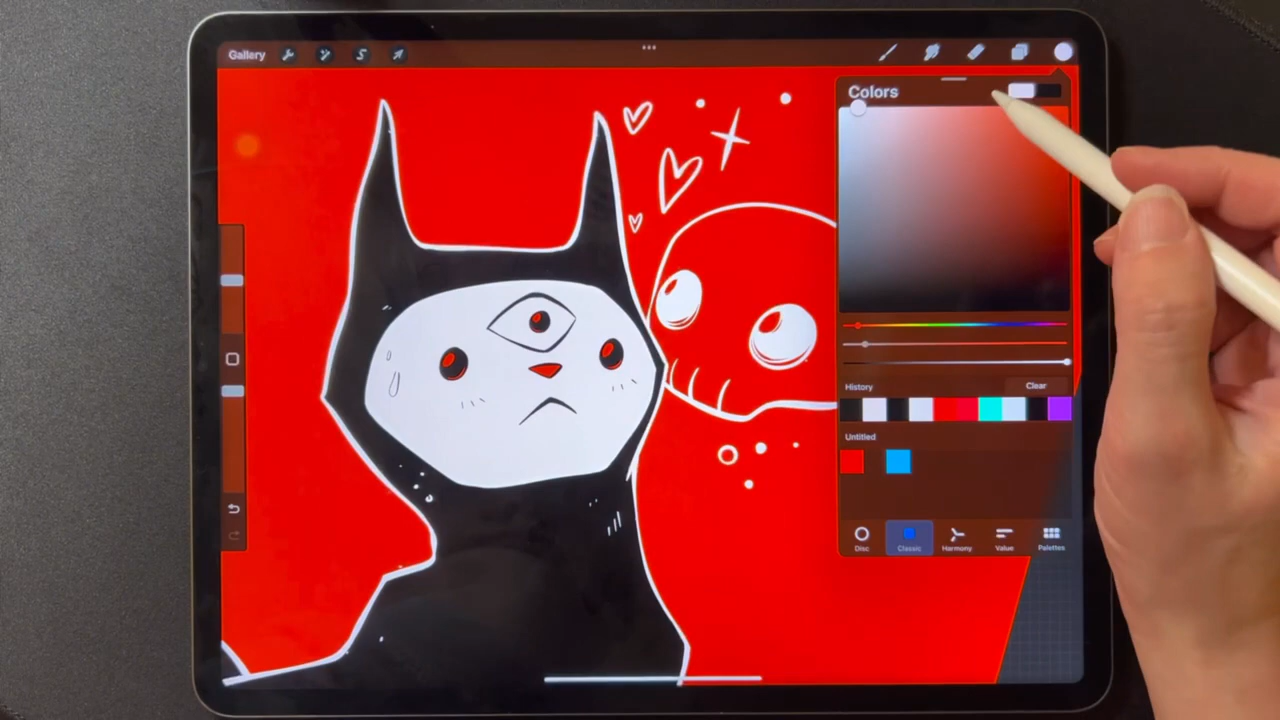 Gallery
Colors
History
Clear
Untitled
Disc
Classic
Harmony
Value
Palettes